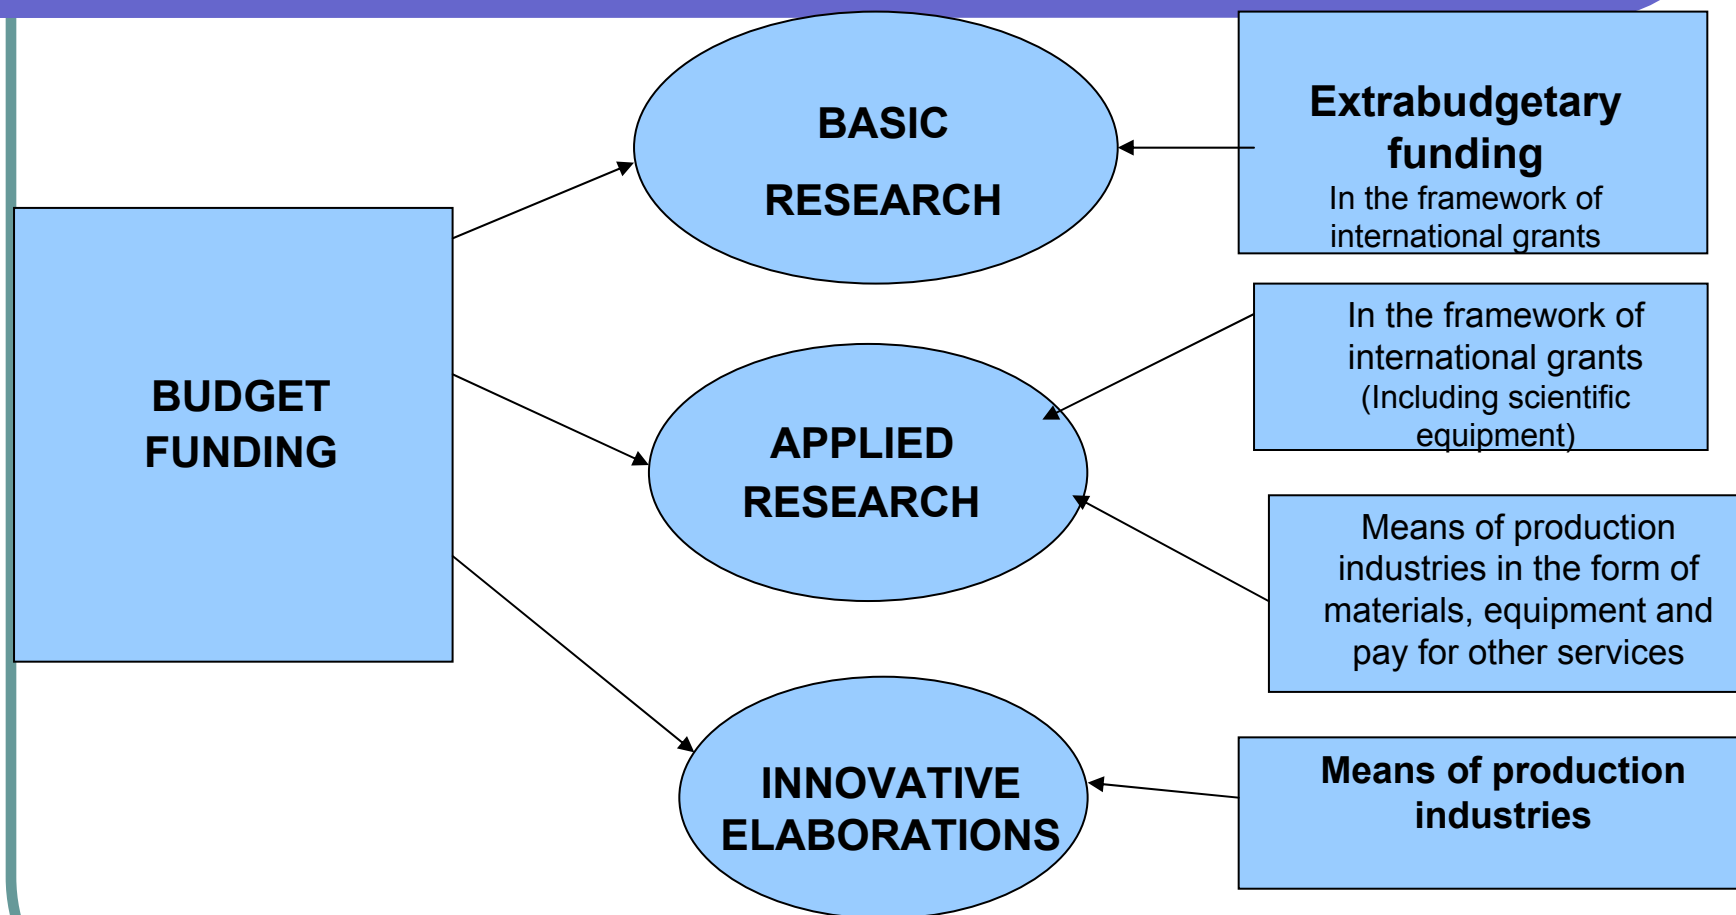 BUDGET
FUNDING
BASIC
RESEARCH
APPLIED
RESEARCH
INNOVATIVE
ELABORATIONS
Extrabudgetary
funding
In the framework of
international grants
In the framework of
international grants
(Including scientific
equipment)
Means of production
industries in the form of
materials, equipment and
pay for other services
Means of production
industries